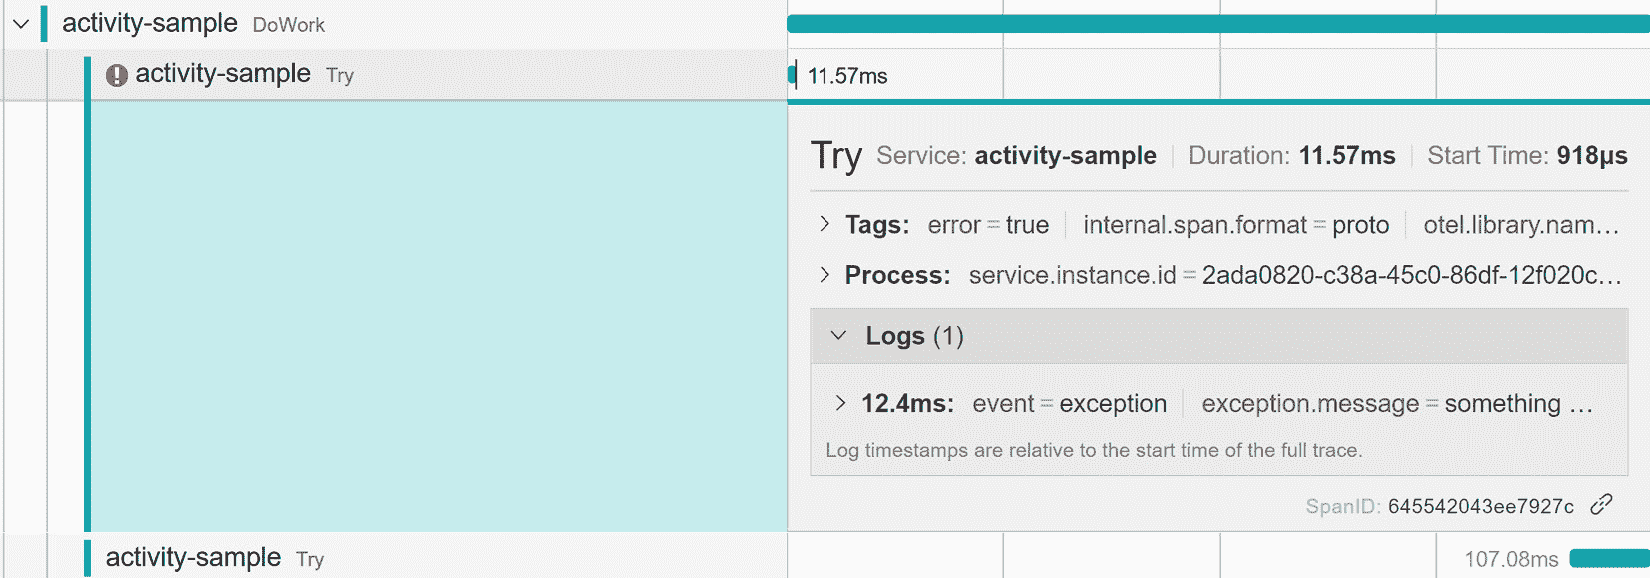 activity-sample DoWork
activity-sample Try 11.57ms
Try Service: activity-sample Duration: 11.57ms Start Time: 918μs
Tags: error = true internal.span.format = proto otel.library.nam...
Process: service.instance.id = 2ada0820-c38a-45c0-86df-12f020c...
Logs (1)
12.4ms: event = exception exception.message = something ...
Log timestamps are relative to the start time of the full trace.
SpanID: 645542043ee7927c
activity-sample Try 107.08ms